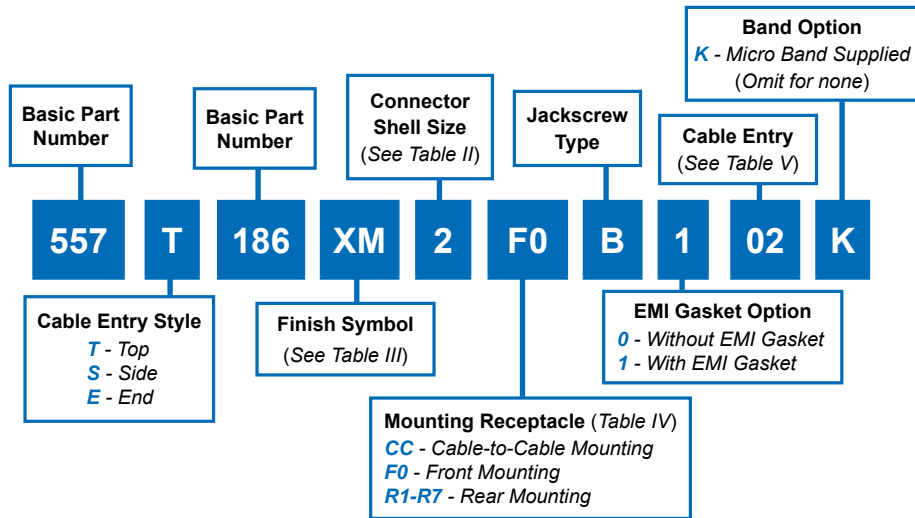 Band Option
K - Micro Band Supplied
(Omit for none)
Basic Part
Number
Basic Part
Number
Connector
Shell Size
(See Table II)
Jackscrew
Type
Cable Entry
(See Table V)
557 T 186 XM 2 F0 B 1 02 K
Cable Entry Style
T - Top
S - Side
E - End
Finish Symbol
(See Table III)
EMI Gasket Option
0 - Without EMI Gasket
1 - With EMI Gasket
Mounting Receptacle (Table IV)
CC - Cable-to-Cable Mounting
F0 - Front Mounting
R1-R7 - Rear Mounting